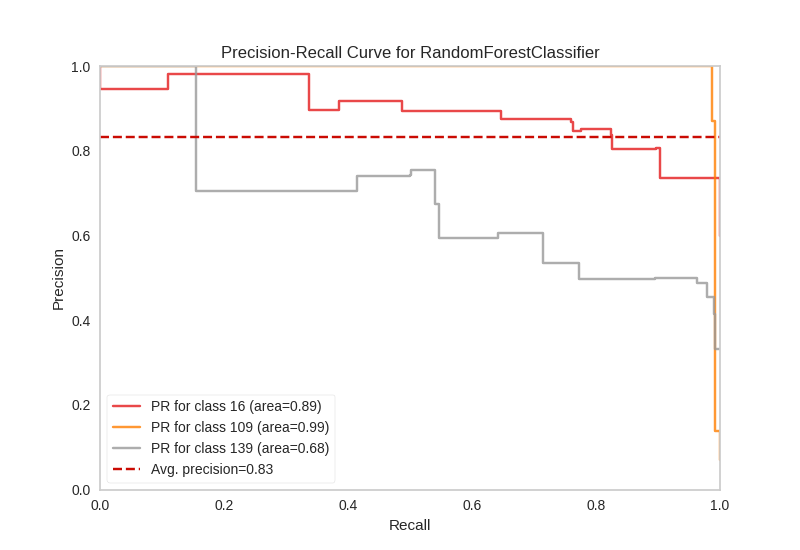 Precision-Recall Curve for RandomForestClassifier
1.0
0.8
0.6
0.4
0.2
0.0
Precision
PR for class 16 (area=0.89)
PR for class 109 (area=0.99)
PR for class 139 (area=0.68)
Avg. precision=0.83
0.0 0.2 0.4 0.6 0.8 1.0
Recall